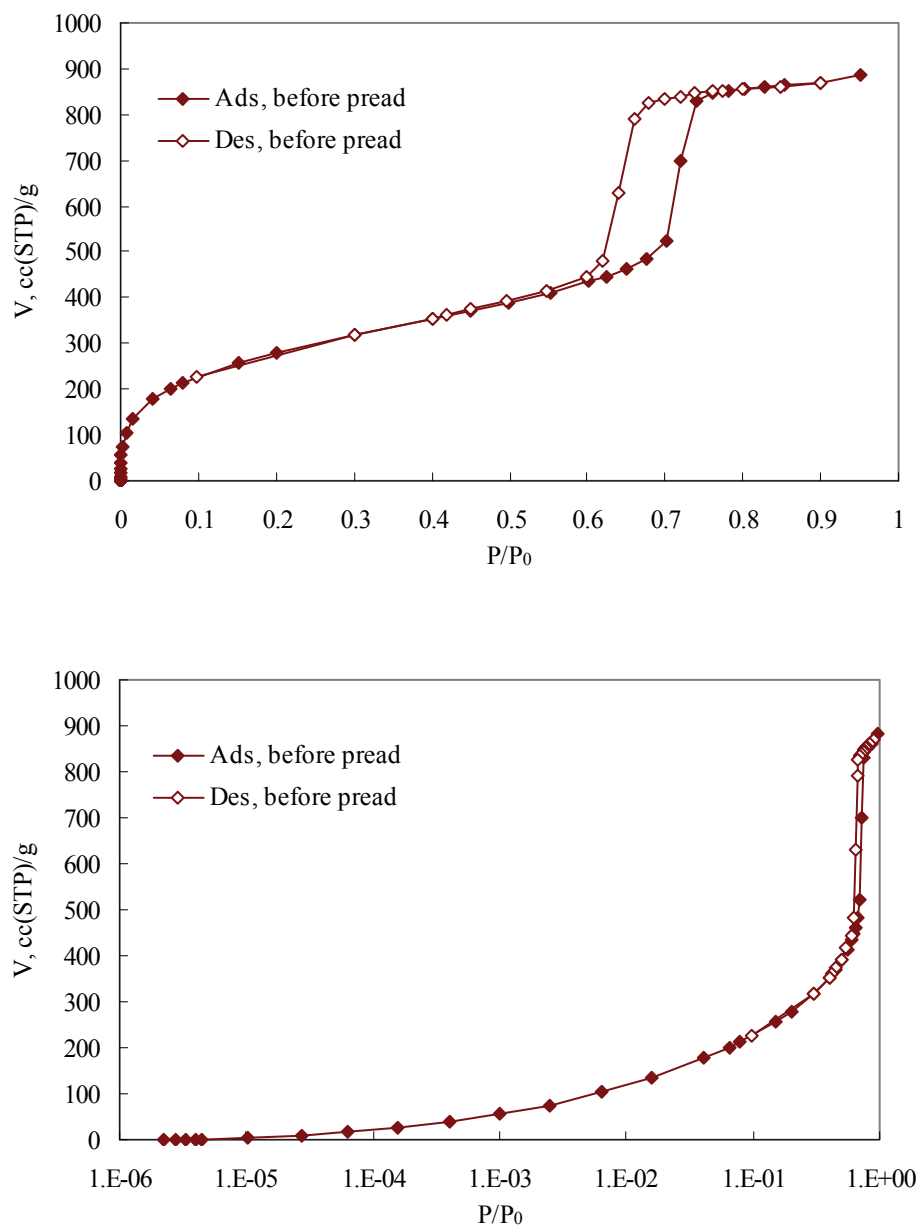 1000
900
800
700
600
500
400
300
200
100
0
V, cc(STP)/g
Ads, before pread
Des, before pread
0 0.1 0.2 0.3 0.4 0.5 0.6 0.7 0.8 0.9 1
P/P0
1000
900
800
700
600
500
400
300
200
100
0
V, cc(STP)/g
Ads, before pread
Des, before pread
1.E-06 1.E-05 1.E-04 1.E-03 1.E-02 1.E-01 1.E+00
P/P0